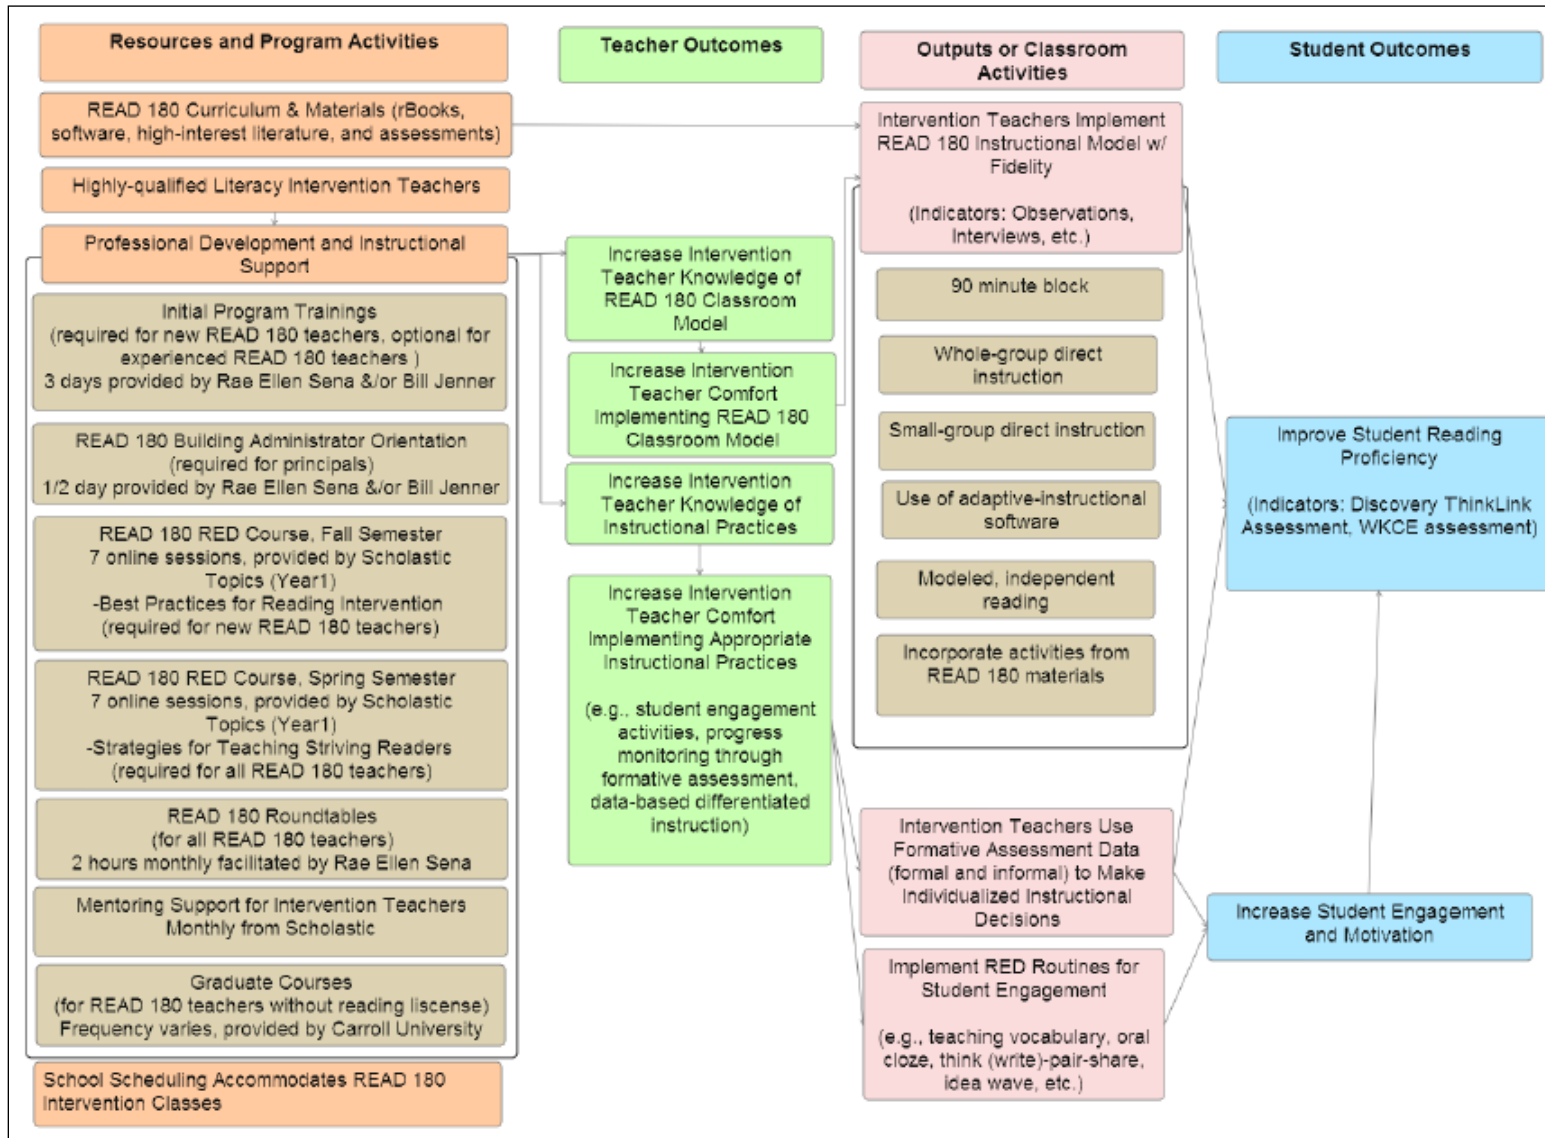 Resources and Program Activities
READ 180 Curriculum & Materials (rBooks,
software, high-interest literature, and assessments)
Highly-qualified Literacy Intervention Teachers
Professional Development and Instructional
Support
Initial Program Trainings
(required for new READ 180 teachers, optional for
experienced READ 180 teachers )
3 days provided by Rae Ellen Sena &/or Bill Jenner
READ 180 Building Administrator Orientation
(required for principals)
1/2 day provided by Rae Ellen Sena &/or Bill Jenner
READ 180 RED Course, Fall Semester
7 online sessions, provided by Scholastic
Topics (Year1)
-Best Practices for Reading Intervention
(required for new READ 180 teachers)
READ 180 RED Course, Spring Semester
7 online sessions, provided by Scholastic
Topics (Year1)
-Strategies for Teaching Striving Readers
(required for all READ 180 teachers)
READ 180 Roundtables
(for all READ 180 teachers)
2 hours monthly facilitated by Rae Ellen Sena
Mentoring Support for Intervention Teachers
Monthly from Scholastic
Graduate Courses
(for READ 180 teachers without reading liscense)
Frequency varies, provided by Carroll University
School Scheduling Accommodates READ 180
Intervention Classes
Teacher Outcomes
Increase Intervention
Teacher Knowledge of
READ 180 Classroom
Model
Increase Intervention
Teacher Comfort
Implementing READ 180
Classroom Model
Increase Intervention
Teacher Knowledge of
Instructional Practices
Increase Intervention
Teacher Comfort
Implementing Appropriate
Instructional Practices
(e.g., student engagement
activities, progress
monitoring through
formative assessment,
data-based differentiated
instruction)
Outputs or Classroom
Activities
Intervention Teachers Implement
READ 180 Instructional Model w/
Fidelity
(Indicators: Observations,
Interviews, etc.)
90 minute block
Whole-group direct
instruction
Small-group direct instruction
Use of adaptive-instructional
software
Modeled, independent
reading
Incorporate activities from
READ 180 materials
Intervention Teachers Use
Formative Assessment Data
(formal and informal) to Make
Individualized Instructional
Decisions
Implement RED Routines for
Student Engagement
(e.g., teaching vocabulary, oral
cloze, think (write)-pair-share,
idea wave, etc.)
Student Outcomes
Improve Student Reading
Proficiency
(Indicators: Discovery ThinkLink
Assessment, WKCE assessment)
Increase Student Engagement
and Motivation